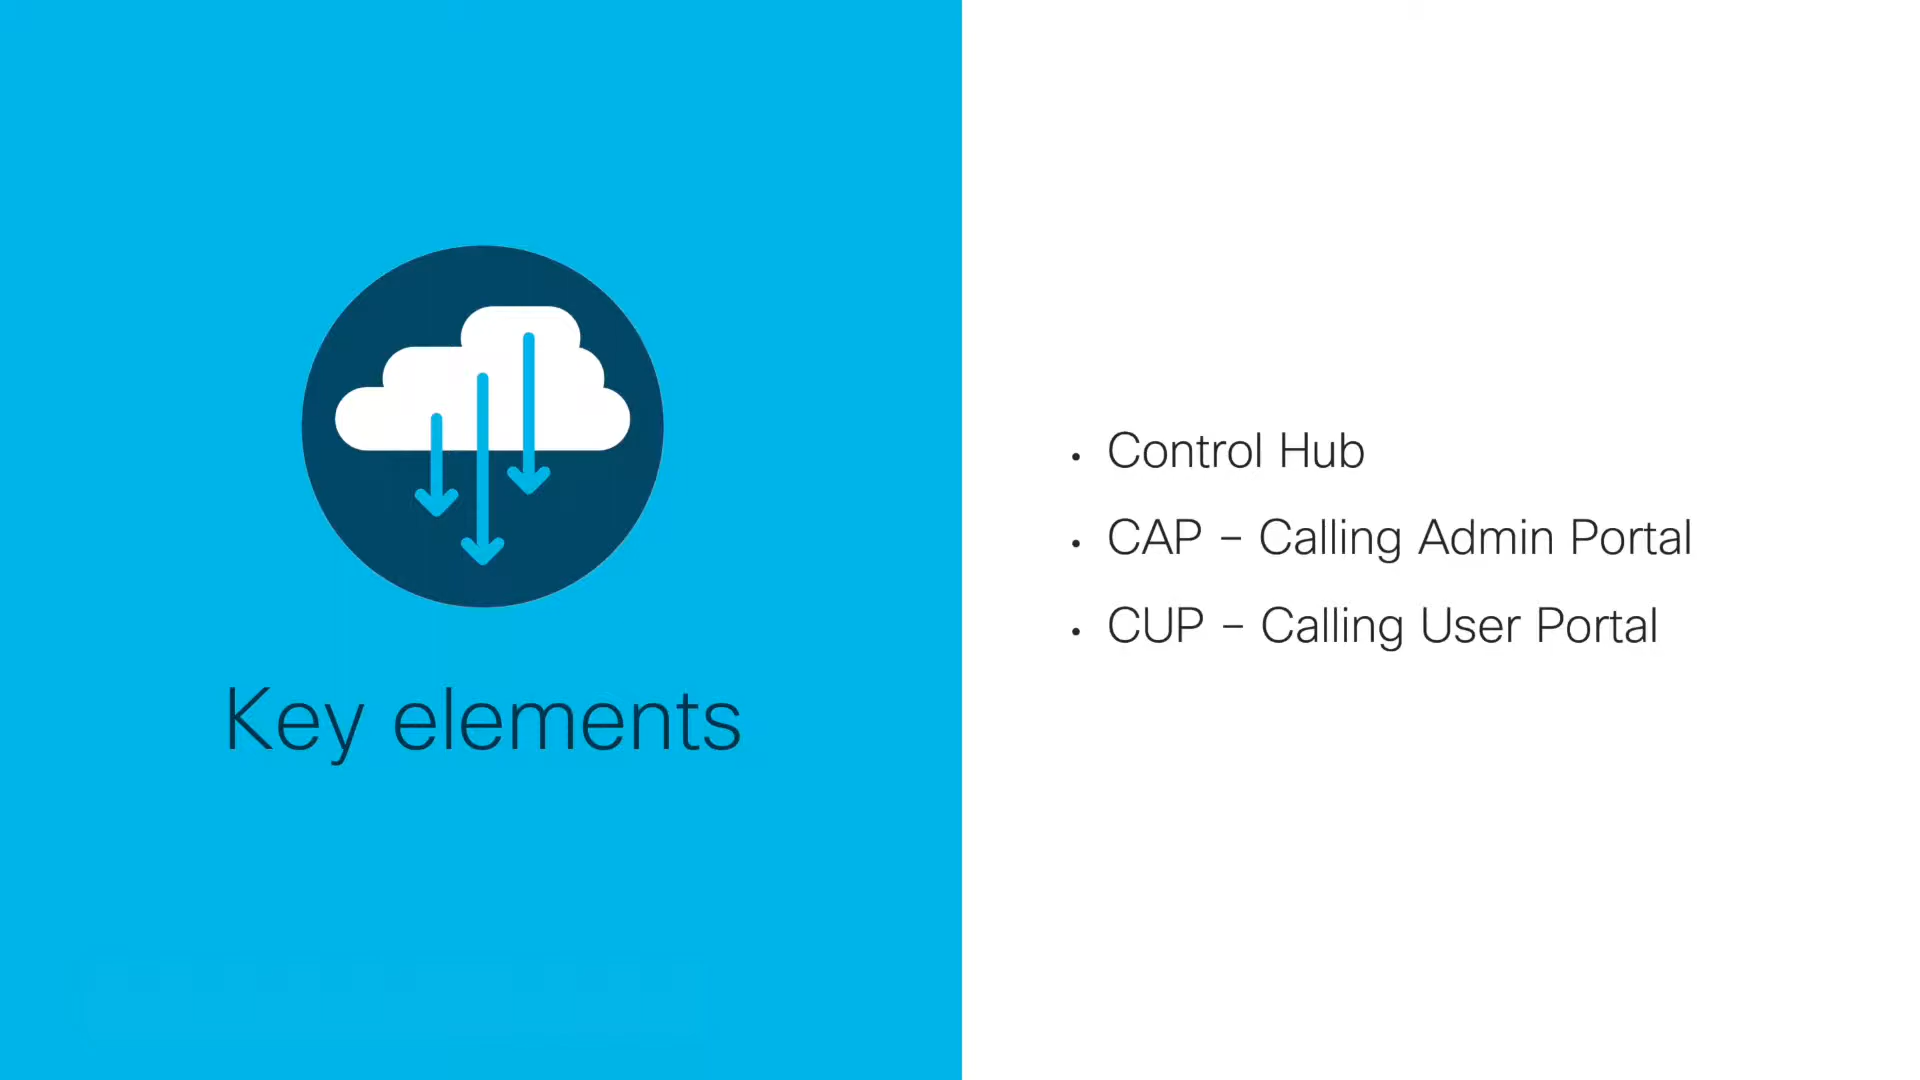 Key elements
• Control Hub
• CAP – Calling Admin Portal
• CUP – Calling User Portal